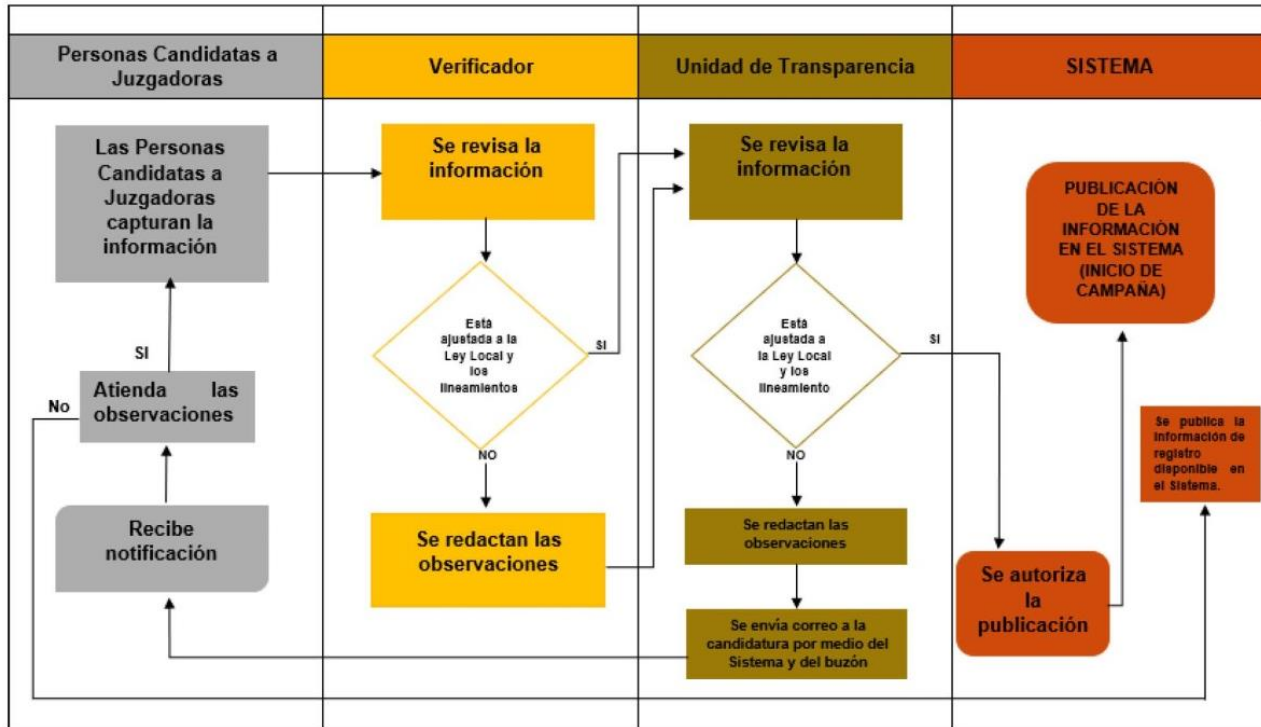 Personas Candidatas a
Juzgadoras
Verificador
Unidad de Transparencia
SISTEMA
Las Personas
Candidatas a
Juzgadoras
capturan la
información
SI
Atienda las
observaciones
No
Recibe
notificación
Se revisa la
información
Está
ajustada a la
Ley Local y
los
lineamientos
SI
NO
Se redactan las
observaciones
Se revisa la
información
Está
ajustada a
la Ley Local
y los
lineamiento
SI
NO
Se redactan las
observaciones
Se envía correo a la
candidatura por medio del
Sistema y del buzón
PUBLICACIÓN
DE LA
INFORMACIÓN
EN EL SISTEMA
(INICIO DE
CAMPAÑA)
Se publica la
información de
registro
disponible en
el Sistema.
Se autoriza
la
publicación